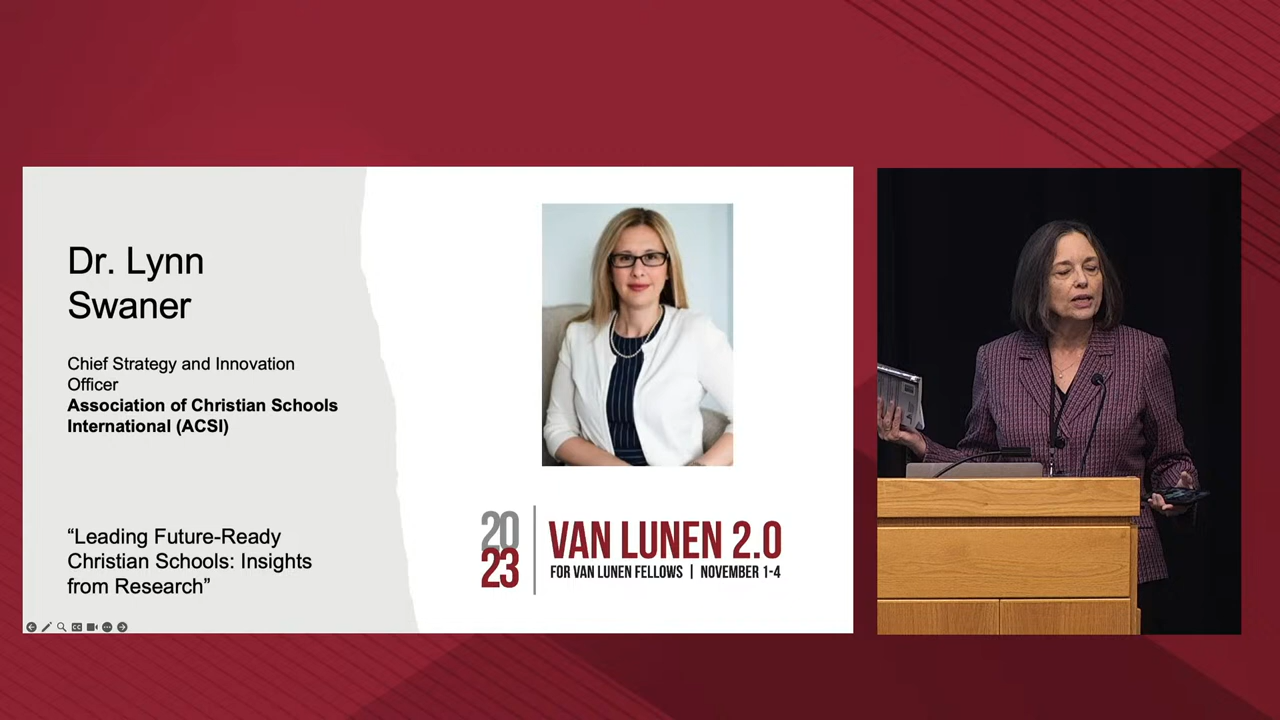 Dr. Lynn
Swaner
Chief Strategy and Innovation
Officer
Association of Christian Schools
International (ACSI)
“Leading Future-Ready
Christian Schools: Insights
from Research”
20
23
VAN LUNEN 2.0
FOR VAN LUNEN FELLOWS | NOVEMBER 1-4